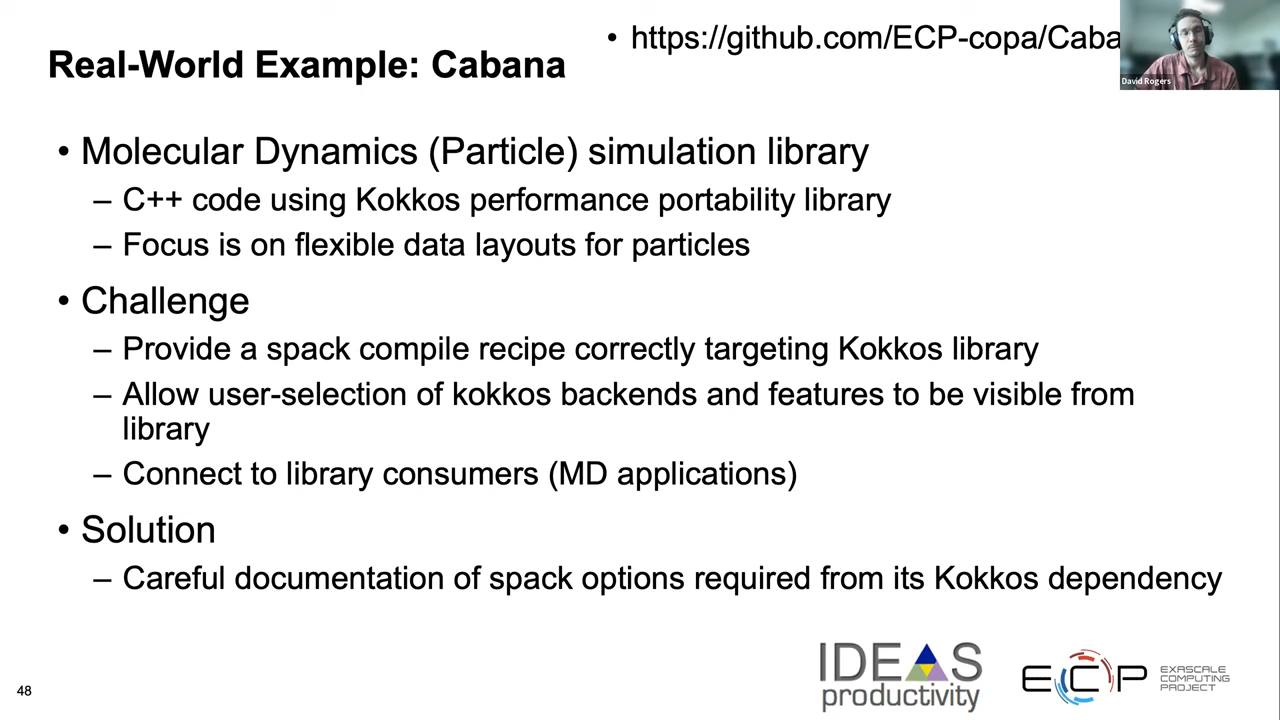 Real-World Example: Cabana
• https://github.com/ECP-copa/Caba
David Rogers
• Molecular Dynamics (Particle) simulation library
– C++ code using Kokkos performance portability library
– Focus is on flexible data layouts for particles
• Challenge
– Provide a spack compile recipe correctly targeting Kokkos library
– Allow user-selection of kokkos backends and features to be visible from
library
– Connect to library consumers (MD applications)
• Solution
– Careful documentation of spack options required from its Kokkos dependency
IDEAS
productivity
ECP
EXASCALE
COMPUTING
PROJECT
48